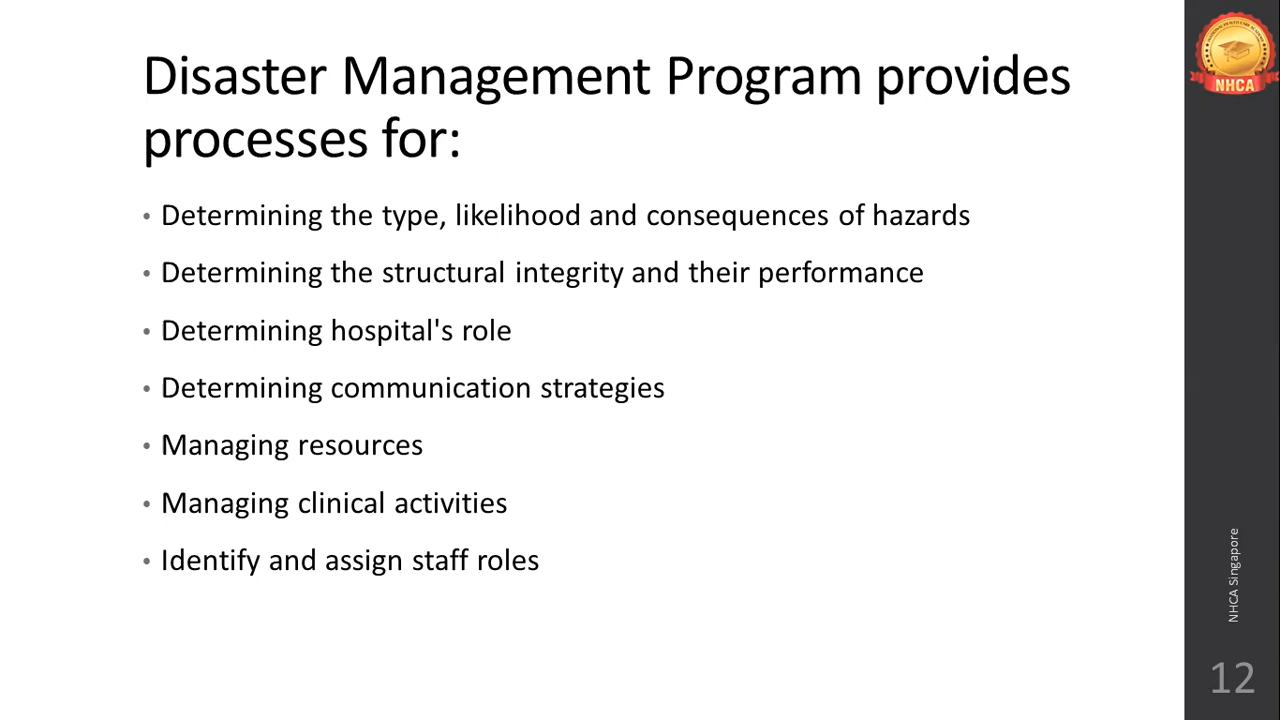 Disaster Management Program provides
processes for:
• Determining the type, likelihood and consequences of hazards
• Determining the structural integrity and their performance
• Determining hospital's role
• Determining communication strategies
• Managing resources
• Managing clinical activities
• Identify and assign staff roles
NHCA
NHCA Singapore
12